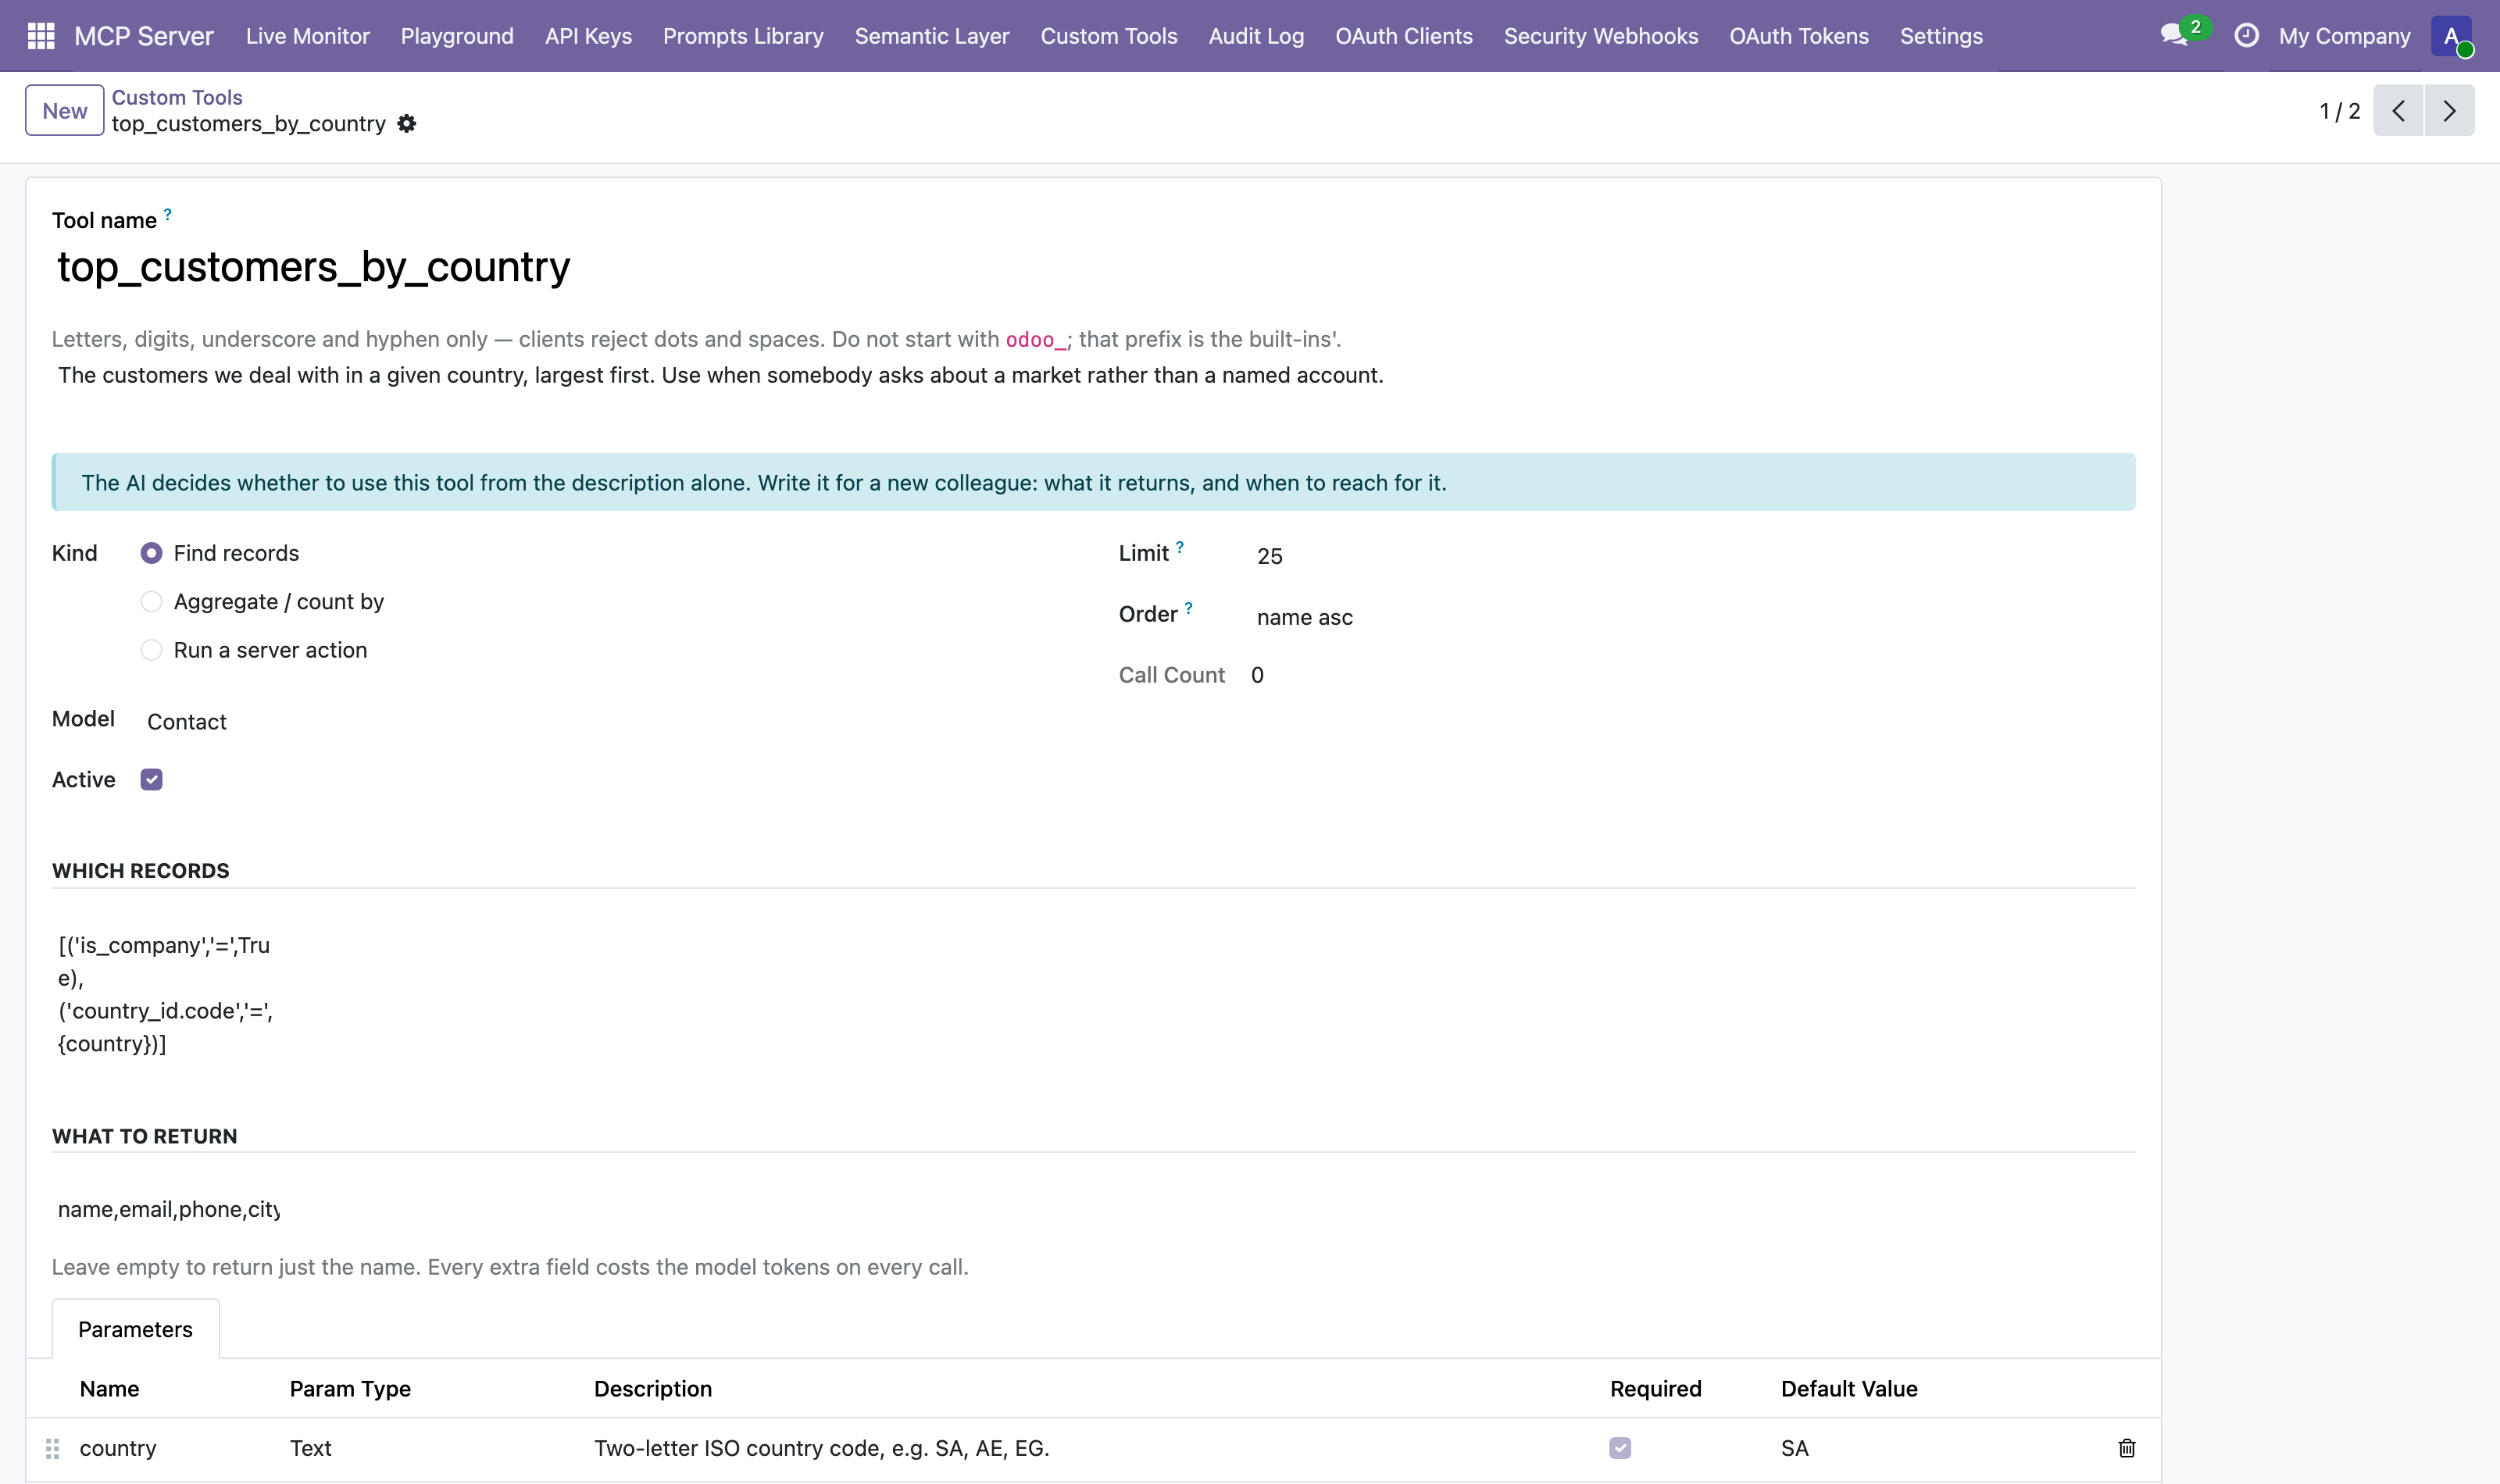 MCP Server Live Monitor Playground API Keys Prompts Library Semantic Layer Custom Tools Audit Log OAuth Clients Security Webhooks OAuth Tokens Settings 2 My Company A
New Custom Tools
top_customers_by_country
1 / 2
Tool name ?
top_customers_by_country
Letters, digits, underscore and hyphen only — clients reject dots and spaces. Do not start with odoo_; that prefix is the built-ins'.
The customers we deal with in a given country, largest first. Use when somebody asks about a market rather than a named account.
The AI decides whether to use this tool from the description alone. Write it for a new colleague: what it returns, and when to reach for it.
Kind
Find records
Aggregate / count by
Run a server action
Limit ? 25
Order ? name asc
Call Count 0
Model Contact
Active
WHICH RECORDS
[('is_company','=',Tru
e),
('country_id.code','=',
{country})]
WHAT TO RETURN
name,email,phone,city
Leave empty to return just the name. Every extra field costs the model tokens on every call.
Parameters
Name Param Type Description Required Default Value
country Text Two-letter ISO country code, e.g. SA, AE, EG. SA